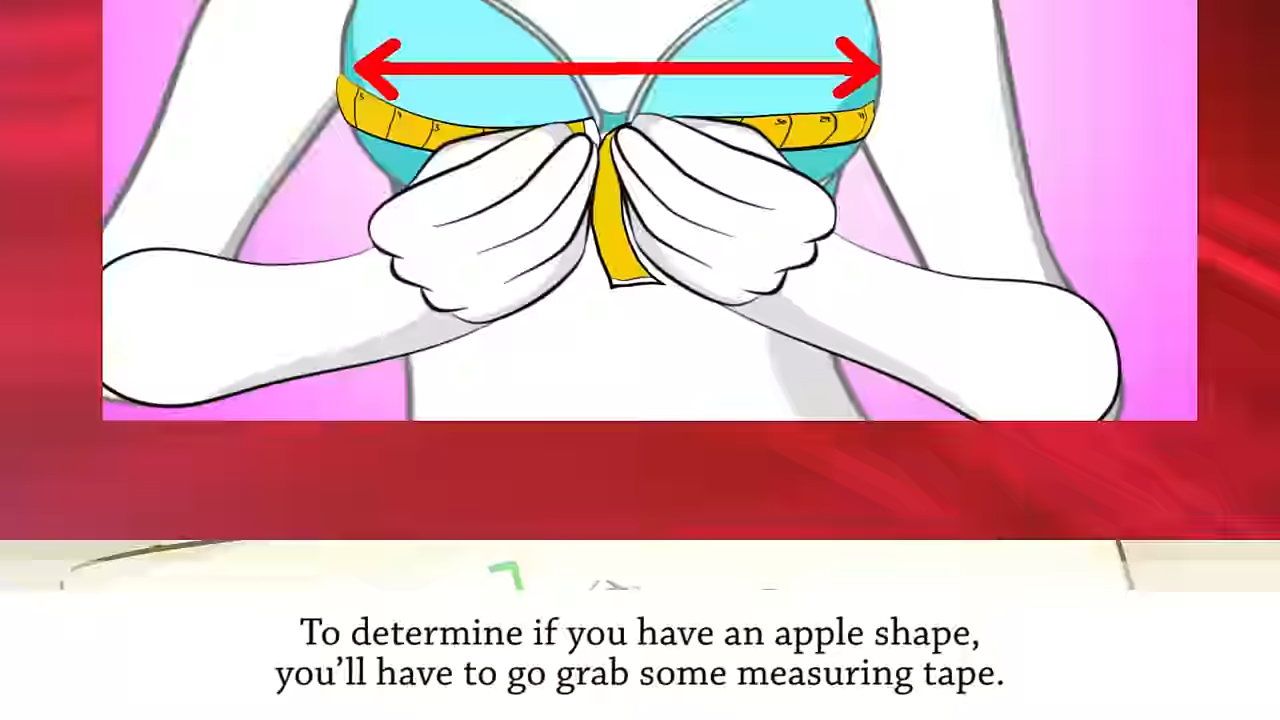 To determine if you have an apple shape,
you'll have to go grab some measuring tape.